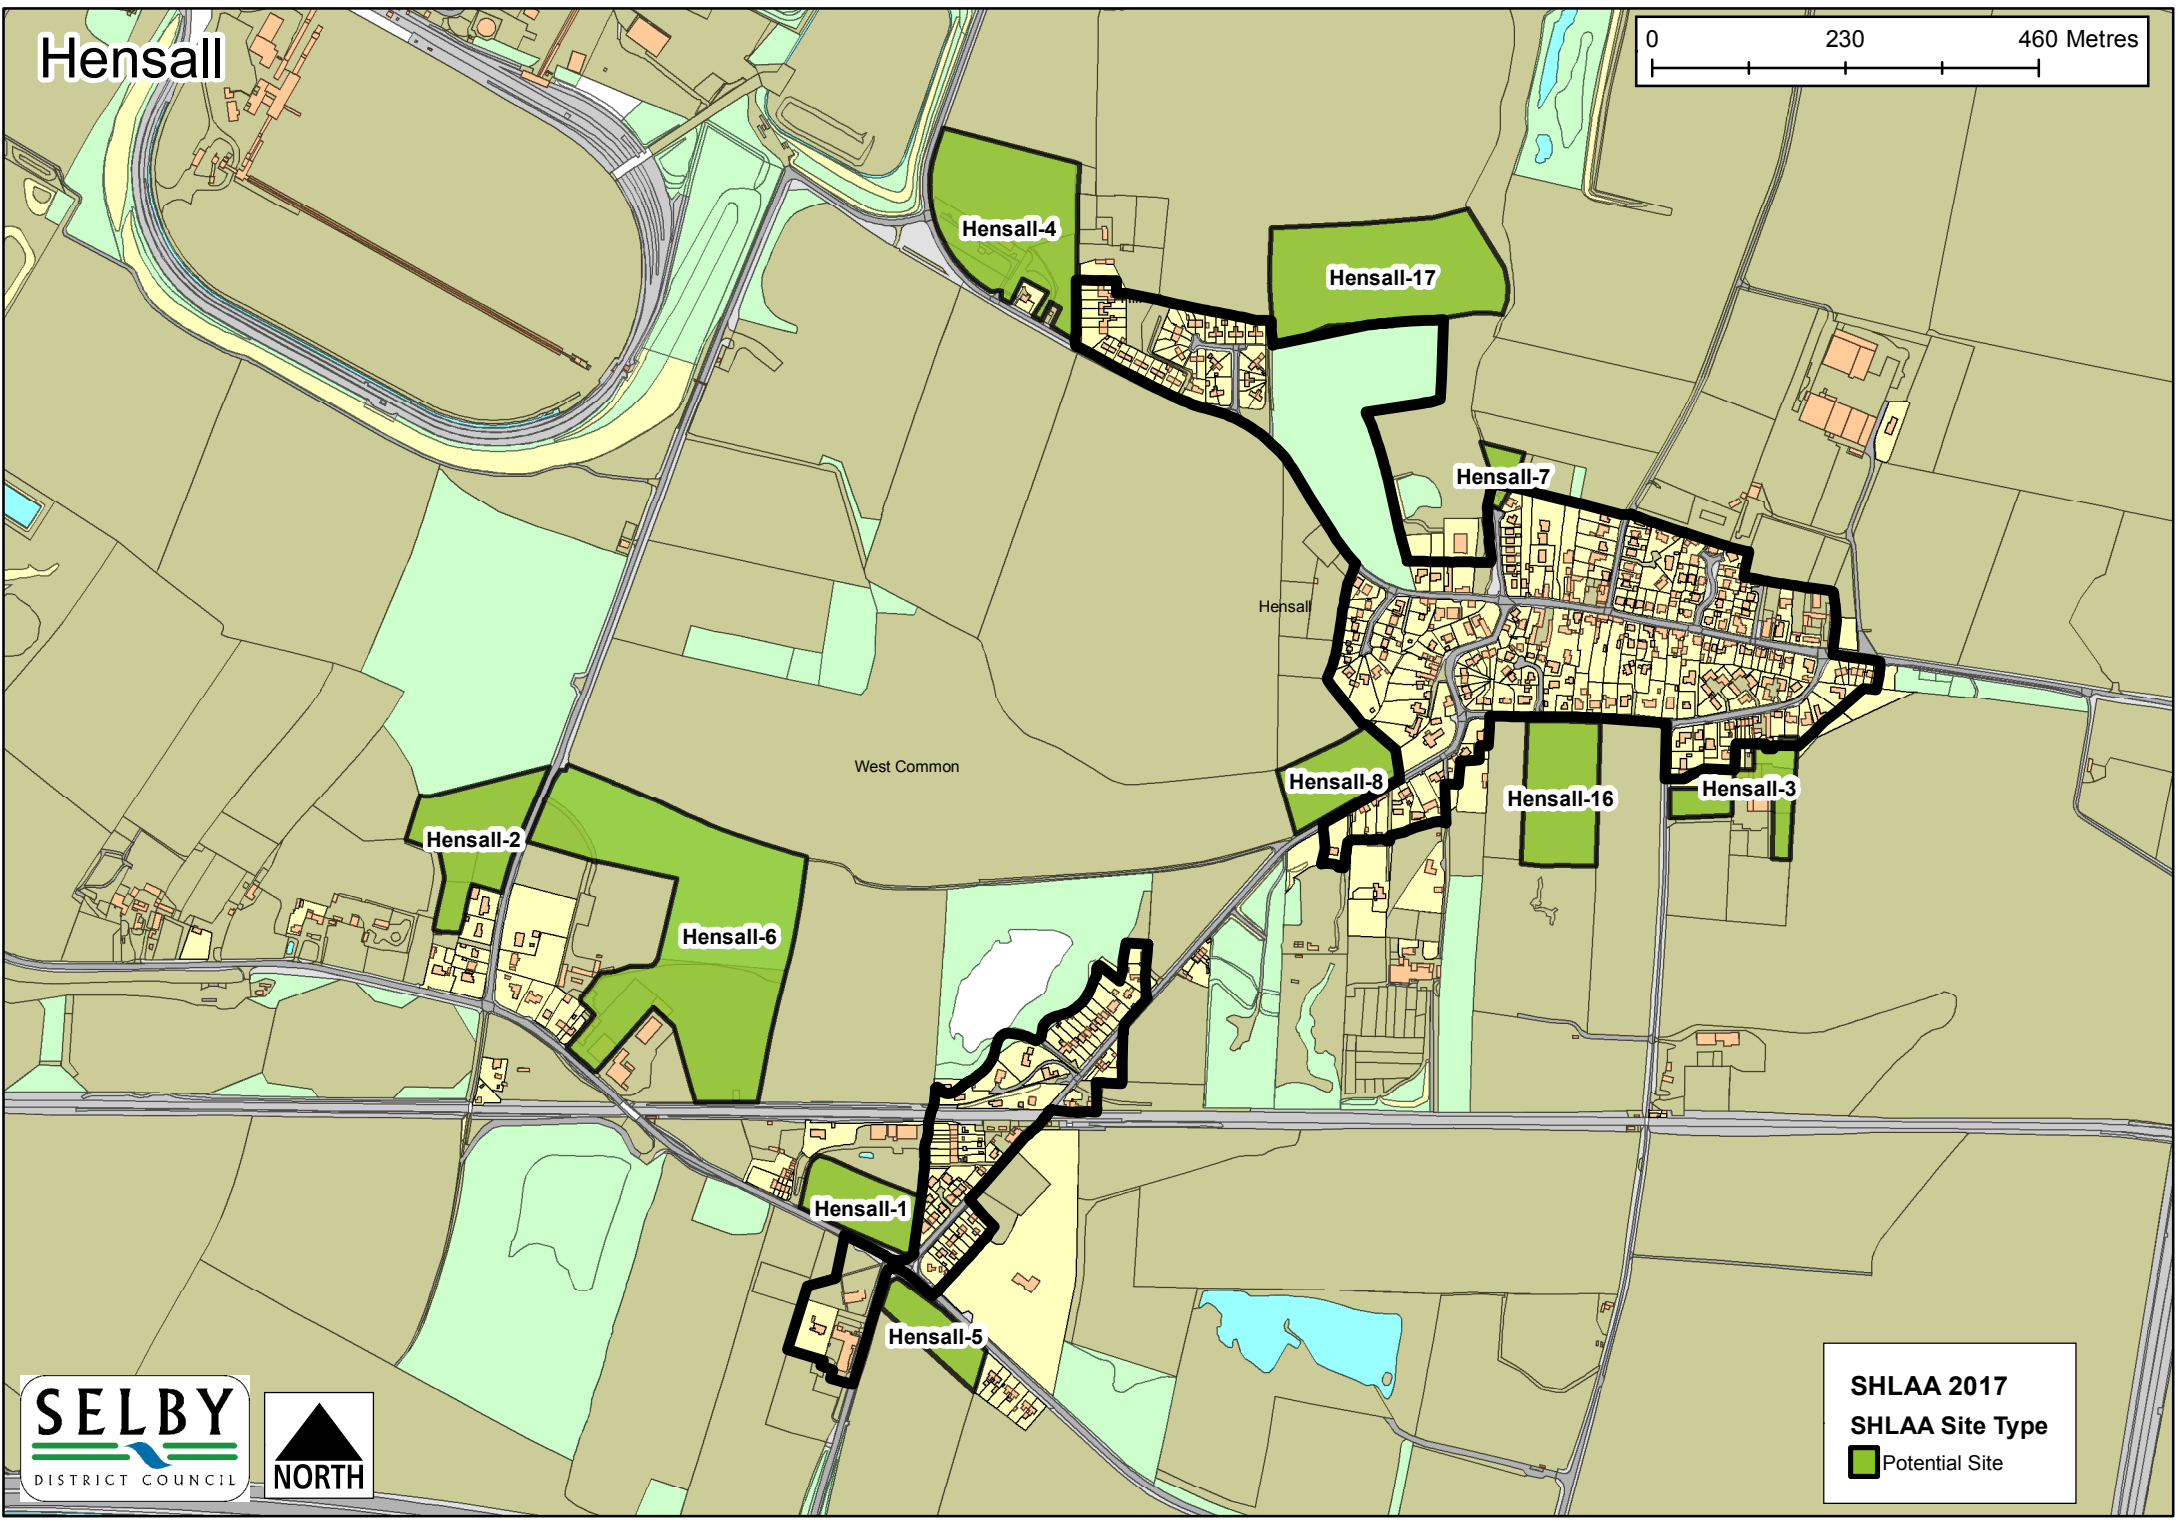 Hensall
0 230 460 Metres
Hensall-4
Hensall-17
Hensall-7
Hensall
West Common
Hensall-8
Hensall-16
Hensall-3
Hensall-2
Hensall-6
Hensall-1
Hensall-5
SELBY
DISTRICT COUNCIL
NORTH
SHLAA 2017
SHLAA Site Type
Potential Site